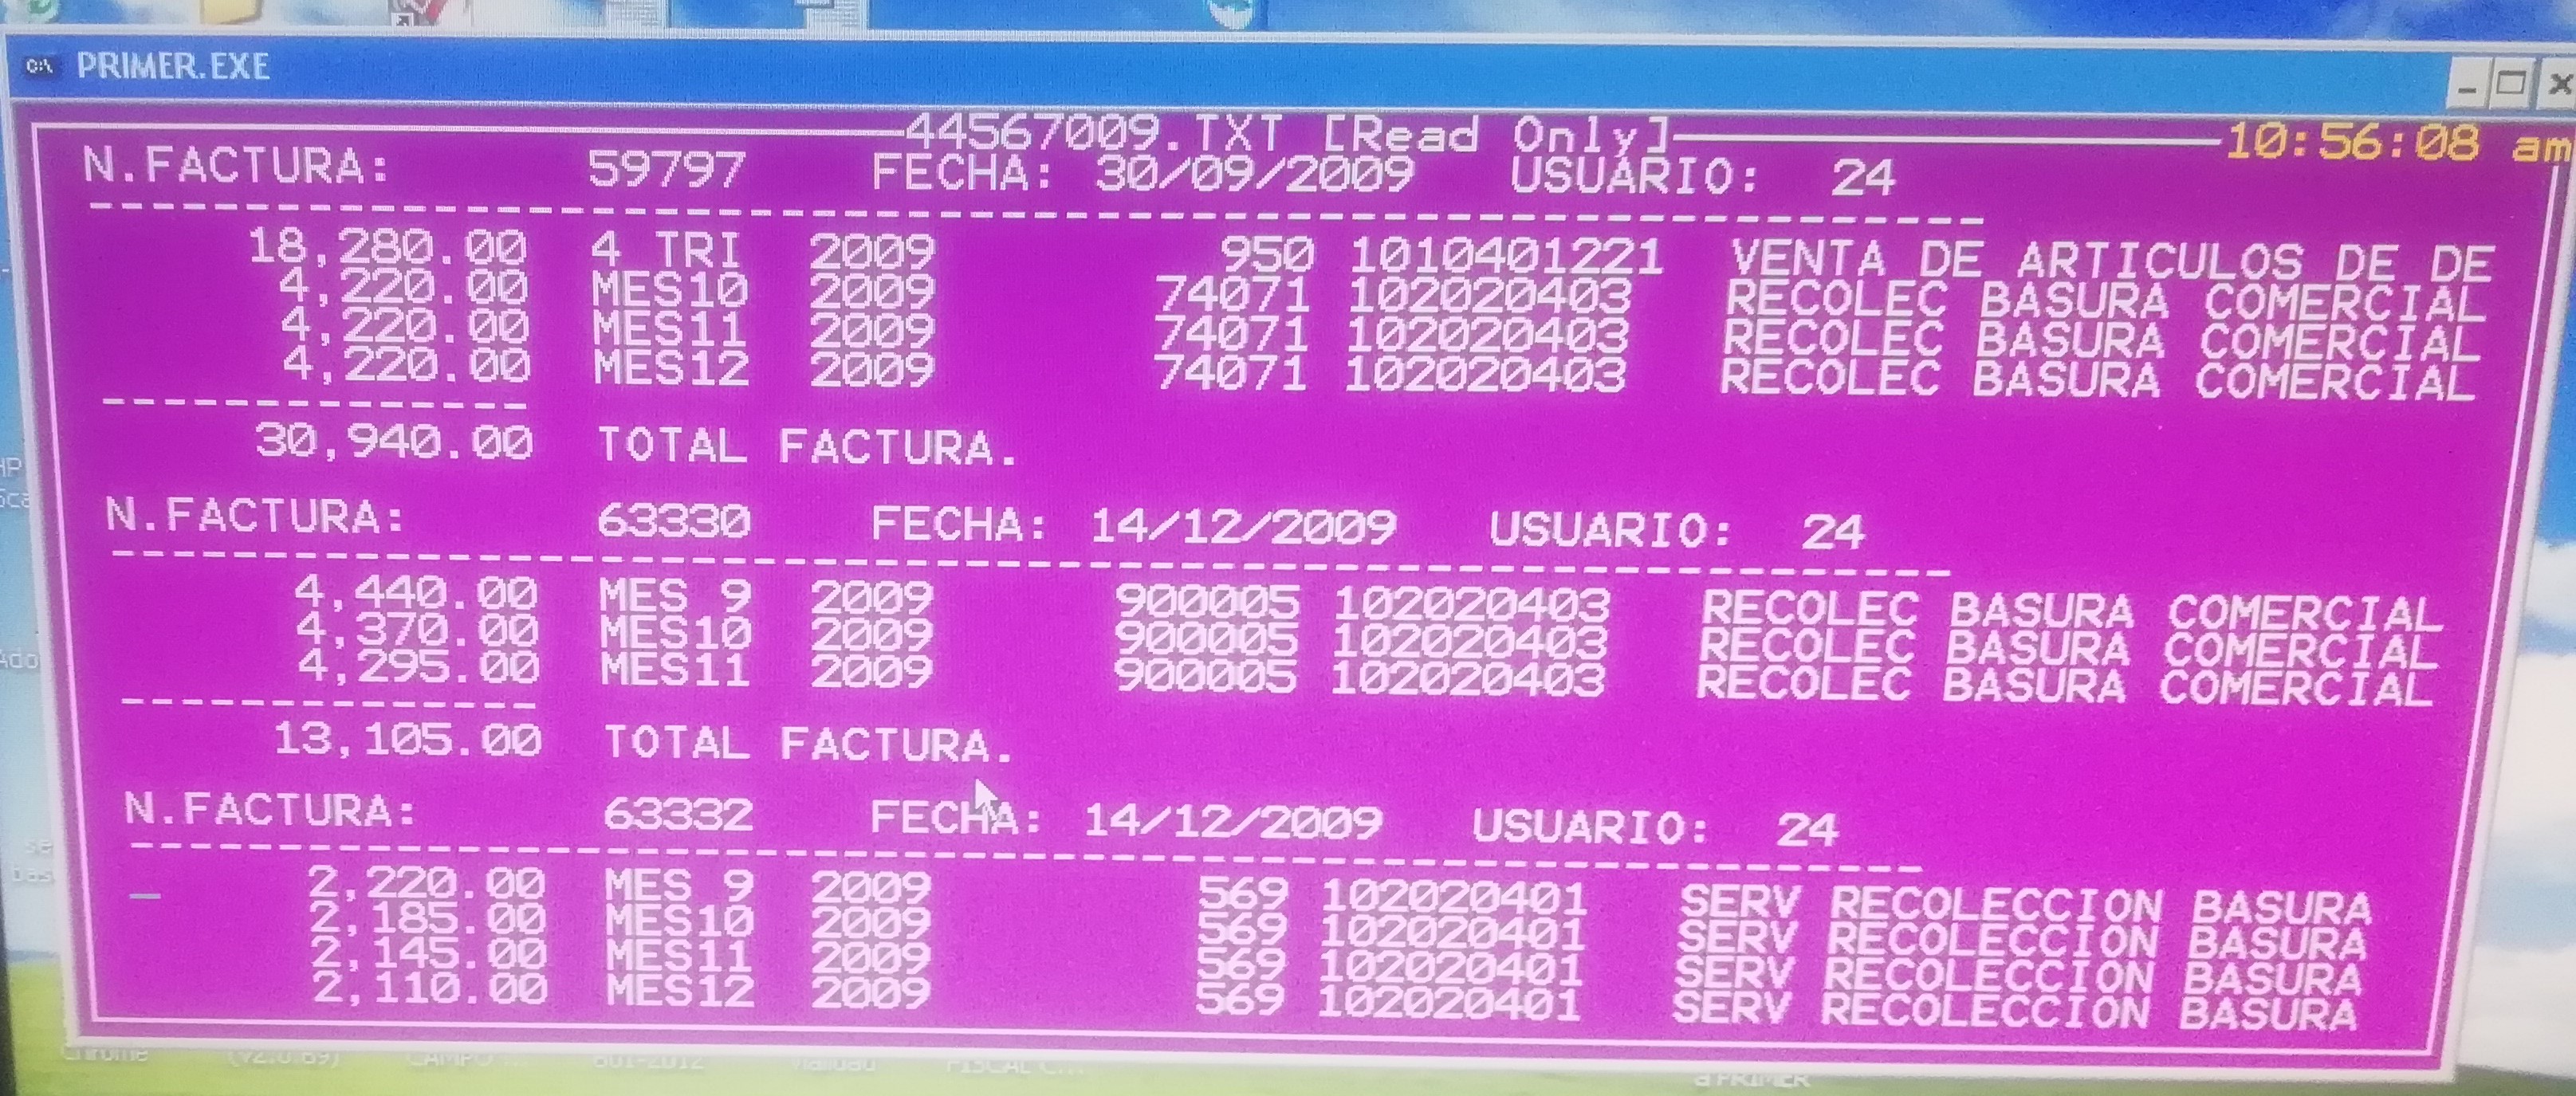 PRIMER.EXE
44567009.TXT [Read Only] 10:56:08 am
N.FACTURA: 59797 FECHA: 30/09/2009 USUARIO: 24
------------------------------------------------------------
18,280.00 4 TRI 2009 950 1010401221 VENTA DE ARTICULOS DE DE
4,220.00 MES10 2009 74071 102020403 RECOLEC BASURA COMERCIAL
4,220.00 MES11 2009 74071 102020403 RECOLEC BASURA COMERCIAL
4,220.00 MES12 2009 74071 102020403 RECOLEC BASURA COMERCIAL
--------------
30,940.00 TOTAL FACTURA.
N.FACTURA: 63330 FECHA: 14/12/2009 USUARIO: 24
------------------------------------------------------------
4,440.00 MES 9 2009 900005 102020403 RECOLEC BASURA COMERCIAL
4,370.00 MES10 2009 900005 102020403 RECOLEC BASURA COMERCIAL
4,295.00 MES11 2009 900005 102020403 RECOLEC BASURA COMERCIAL
--------------
13,105.00 TOTAL FACTURA.
N.FACTURA: 63332 FECHA: 14/12/2009 USUARIO: 24
------------------------------------------------------------
2,220.00 MES 9 2009 569 102020401 SERV RECOLECCION BASURA
2,185.00 MES10 2009 569 102020401 SERV RECOLECCION BASURA
2,145.00 MES11 2009 569 102020401 SERV RECOLECCION BASURA
2,110.00 MES12 2009 569 102020401 SERV RECOLECCION BASURA